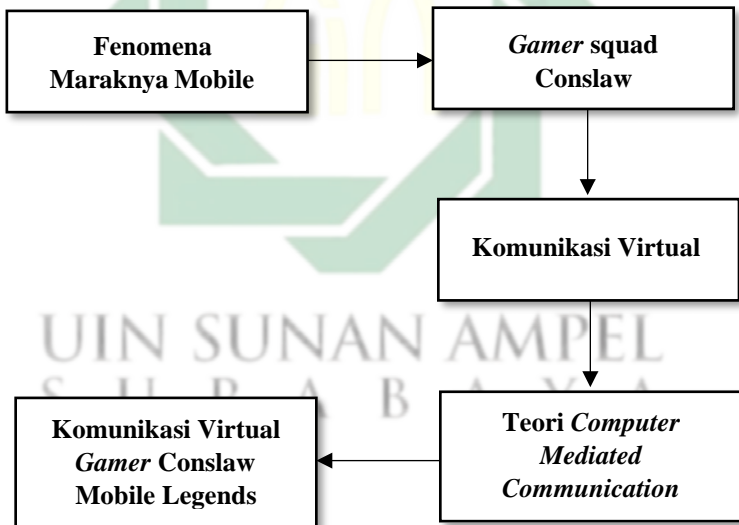 Fenomena
Maraknya Mobile
Gamer squad
Conslaw
Komunikasi Virtual
UIN SUNAN AMPEL
S U R A B A Y A
Teori Computer
Mediated
Communication
Komunikasi Virtual
Gamer Conslaw
Mobile Legends